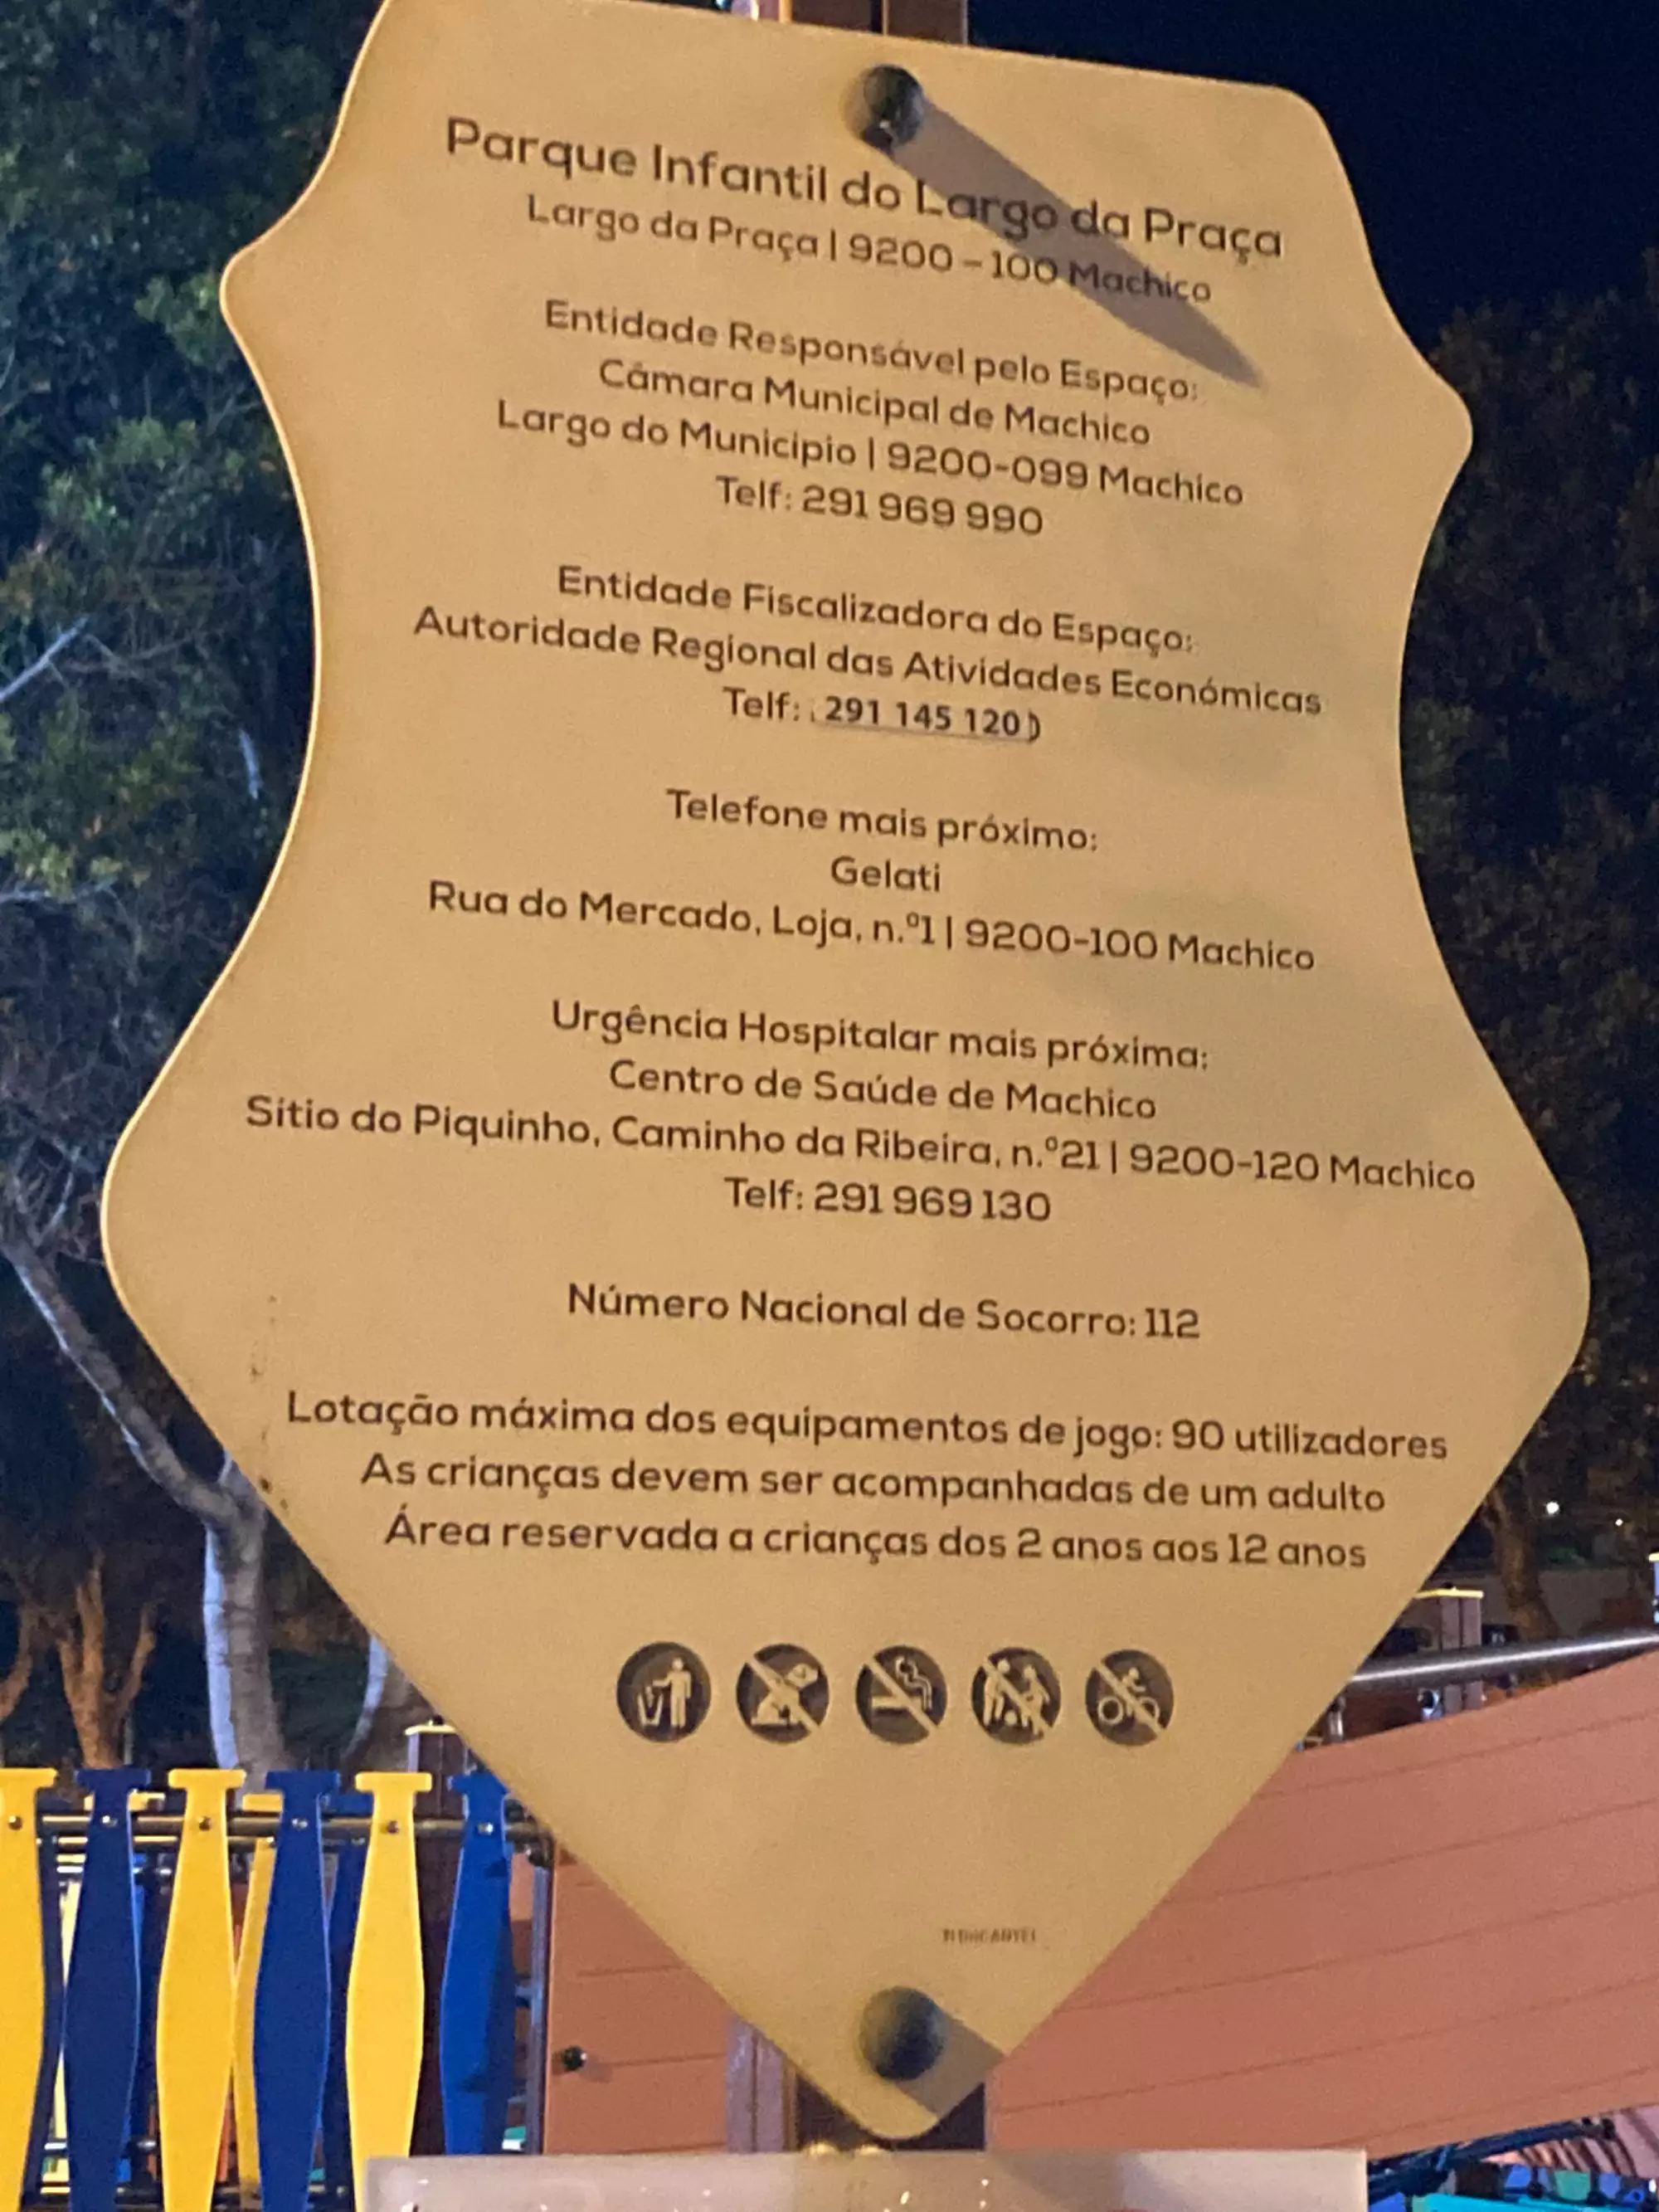 Parque Infantil do Largo da Praça
Largo da Praça | 9200 – 100 Machico
Entidade Responsável pelo Espaço:
Câmara Municipal de Machico
Largo do Municipio | 9200-099 Machico
Telf: 291 969 990
Entidade Fiscalizadora do Espaço:
Autoridade Regional das Atividades Económicas
Telf: 291 145 120
Telefone mais próximo:
Gelati
Rua do Mercado, Loja, n.º1 | 9200-100 Machico
Urgência Hospitalar mais próxima:
Centro de Saúde de Machico
Sítio do Piquinho, Caminho da Ribeira, n.º21 | 9200-120 Machico
Telf: 291 969 130
Número Nacional de Socorro: 112
Lotação máxima dos equipamentos de jogo: 90 utilizadores
As crianças devem ser acompanhadas de um adulto
Área reservada a crianças dos 2 anos aos 12 anos